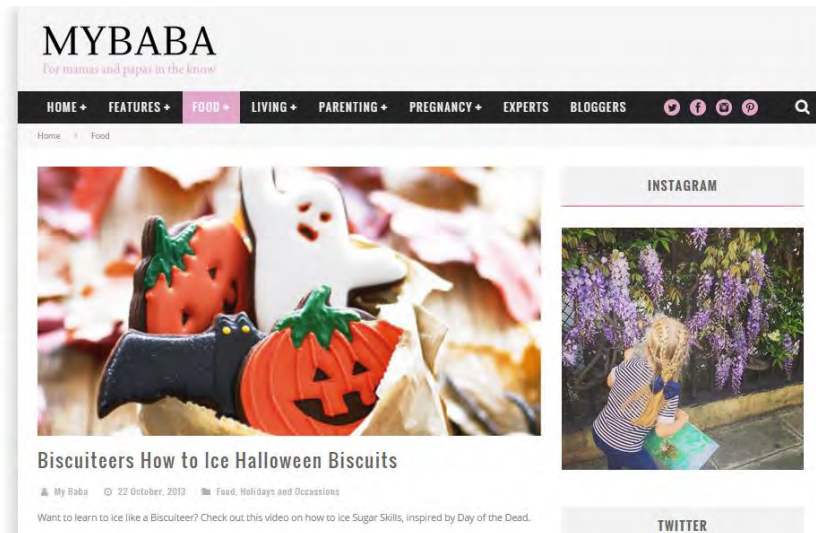 MYBABA
For mamas and papas in the know
HOME + FEATURES + FOOD + LIVING + PARENTING + PREGNANCY + EXPERTS BLOGGERS
Home › Food
INSTAGRAM
Biscuiteers How to Ice Halloween Biscuits
My Baba 22 October, 2013 Food, Holidays and Occassions
Want to learn to ice like a Biscuiteer? Check out this video on how to ice Sugar Skills, inspired by Day of the Dead.
TWITTER